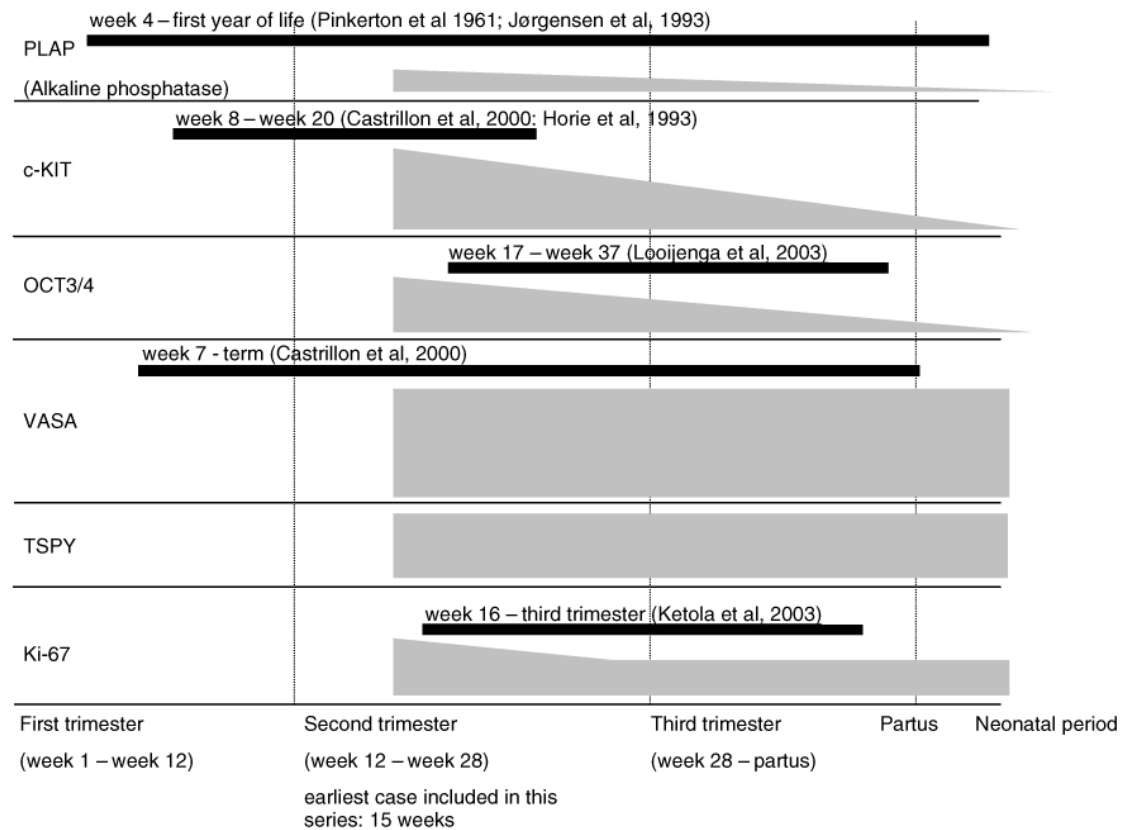 week 4 – first year of life (Pinkerton et al 1961; Jørgensen et al, 1993)
PLAP
(Alkaline phosphatase)
week 8 – week 20 (Castrillon et al, 2000: Horie et al, 1993)
c-KIT
week 17 – week 37 (Looijenga et al, 2003)
OCT3/4
week 7 - term (Castrillon et al, 2000)
VASA
TSPY
week 16 – third trimester (Ketola et al, 2003)
Ki-67
First trimester Second trimester Third trimester Partus Neonatal period
(week 1 – week 12) (week 12 – week 28) (week 28 – partus)
earliest case included in this
series: 15 weeks